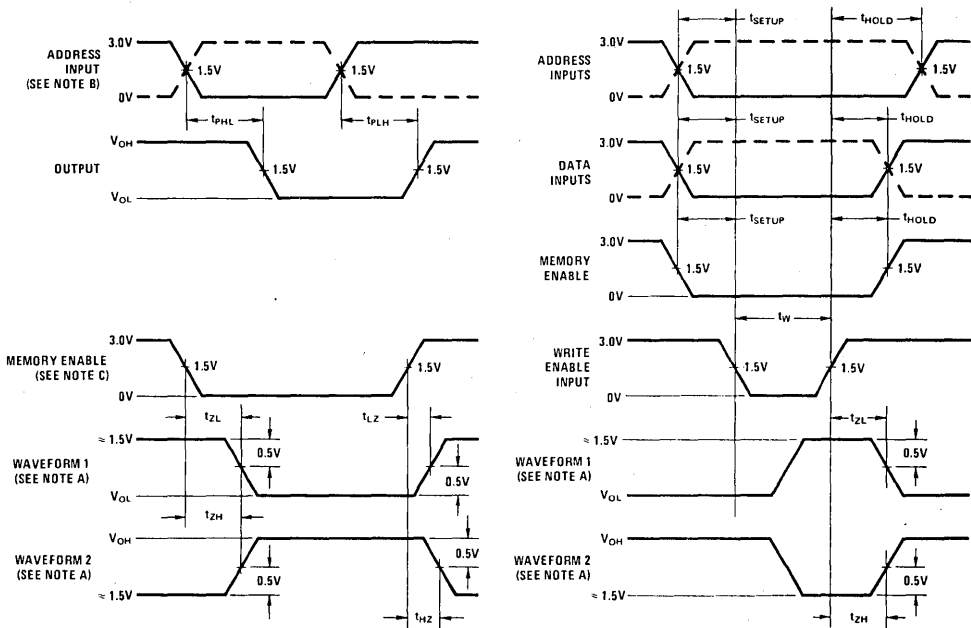 3.0V
ADDRESS
INPUT
(SEE NOTE B)
1.5V
1.5V
0V
tPHL
tPLH
VOH
OUTPUT
1.5V
1.5V
VOL
3.0V
MEMORY ENABLE
(SEE NOTE C)
1.5V
1.5V
0V
tZL
tLZ
≈ 1.5V
WAVEFORM 1
(SEE NOTE A)
0.5V
0.5V
VOL
tZH
VOH
WAVEFORM 2
(SEE NOTE A)
0.5V
0.5V
≈ 1.5V
tHZ
tSETUP
tHOLD
3.0V
ADDRESS
INPUTS
1.5V
1.5V
0V
tSETUP
tHOLD
3.0V
DATA
INPUTS
1.5V
1.5V
0V
tSETUP
tHOLD
3.0V
MEMORY
ENABLE
1.5V
1.5V
0V
tW
3.0V
WRITE
ENABLE
INPUT
1.5V
1.5V
0V
tZL
≈ 1.5V
WAVEFORM 1
(SEE NOTE A)
0.5V
VOL
VOH
WAVEFORM 2
(SEE NOTE A)
0.5V
≈ 1.5V
tZH